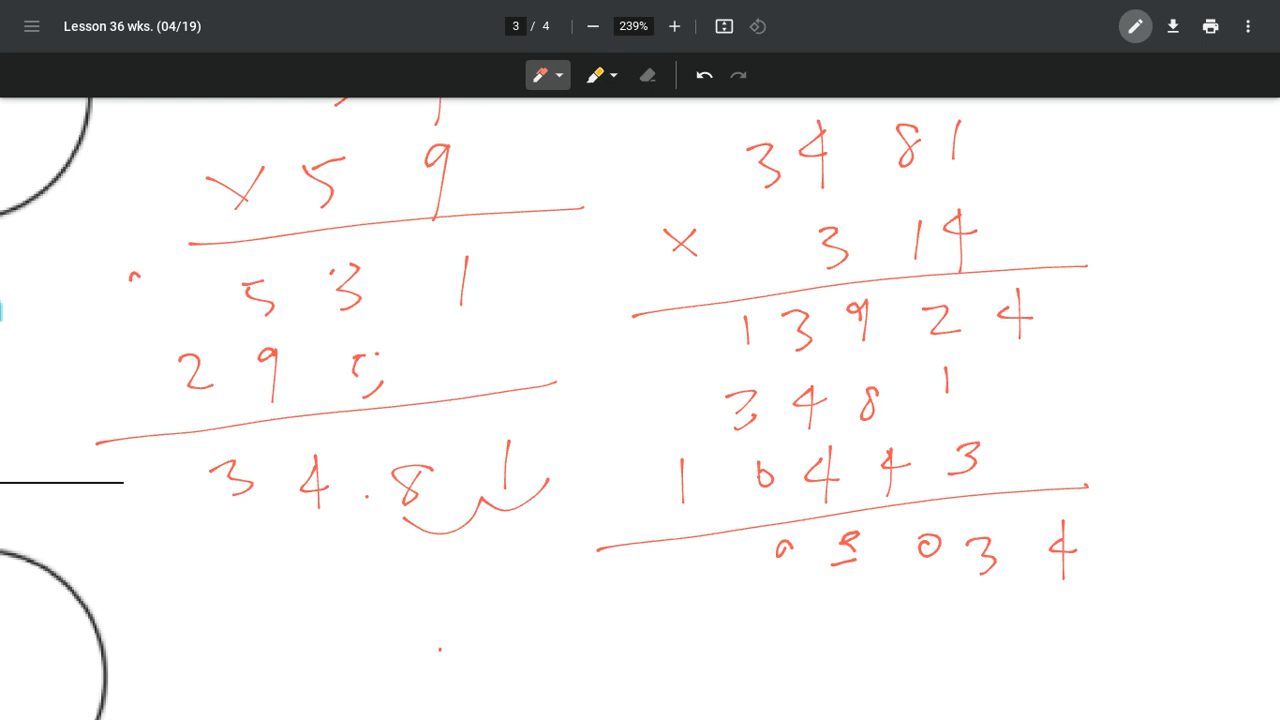 Lesson 36 wks. (04/19)
3 / 4
239%
× 5 9
5 3 1
2 9 5
3 4 . 8 1
3 4 8 1
× 3 1 4
1 3 9 2 4
3 4 8 1
1 0 4 4 3
0 3 4